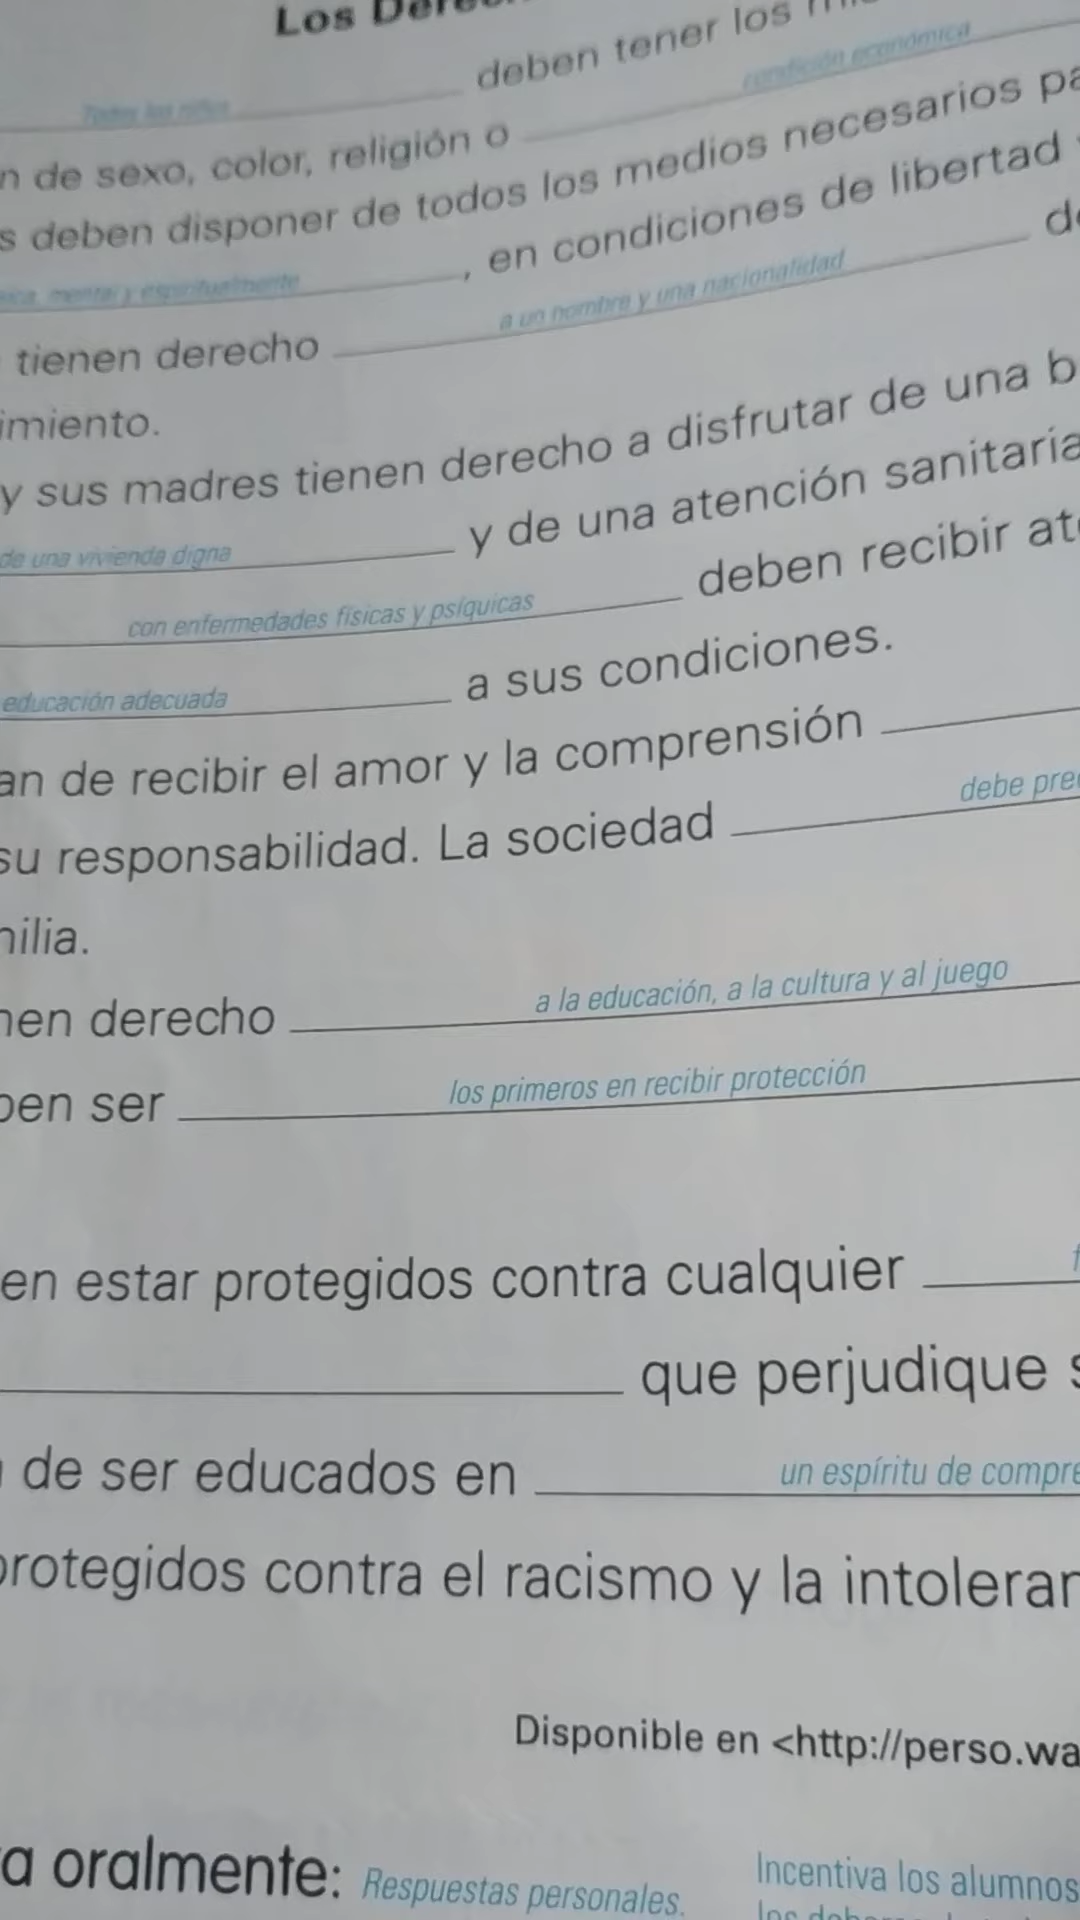 Los
deben tener los
Todos los niños
condición económica
n de sexo, color, religión o
s deben disponer de todos los medios necesarios pa
mental y espiritualmente , en condiciones de libertad
tienen derecho a un nombre y una nacionalidad de
imiento.
y sus madres tienen derecho a disfrutar de una b
de una vivienda digna y de una atención sanitaria
con enfermedades físicas y psíquicas deben recibir at
educación adecuada a sus condiciones.
an de recibir el amor y la comprensión
su responsabilidad. La sociedad debe pre
milia.
nen derecho a la educación, a la cultura y al juego
ben ser los primeros en recibir protección
en estar protegidos contra cualquier f
que perjudique s
de ser educados en un espíritu de compre
protegidos contra el racismo y la intoleran
Disponible en <http://perso.wa
a oralmente: Respuestas personales. Incentiva los alumnos
los